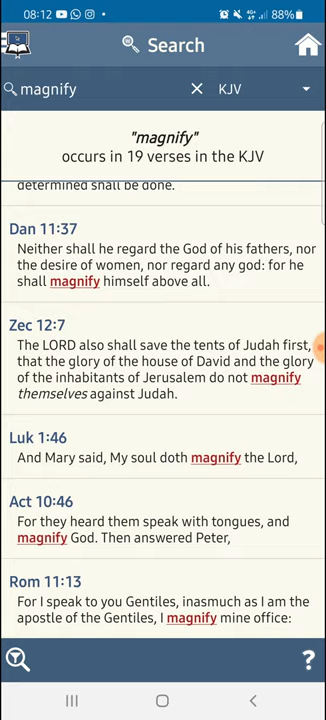 08:12
4G+
88%
Search
magnify
KJV
"magnify"
occurs in 19 verses in the KJV
determined shall be done.
Dan 11:37
Neither shall he regard the God of his fathers, nor
the desire of women, nor regard any god: for he
shall magnify himself above all.
Zec 12:7
The LORD also shall save the tents of Judah first,
that the glory of the house of David and the glory
of the inhabitants of Jerusalem do not magnify
themselves against Judah.
Luk 1:46
And Mary said, My soul doth magnify the Lord,
Act 10:46
For they heard them speak with tongues, and
magnify God. Then answered Peter,
Rom 11:13
For I speak to you Gentiles, inasmuch as I am the
apostle of the Gentiles, I magnify mine office:
?